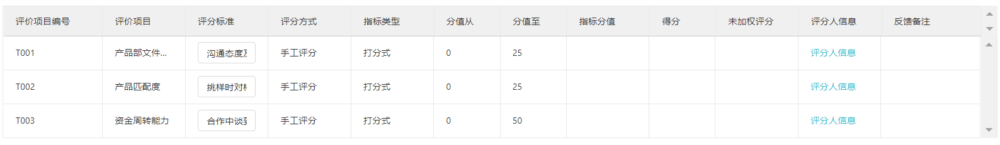 评价项目编号 评价项目 评分标准 评分方式 指标类型 分值从 分值至 指标分值 得分 未加权评分 评分人信息 反馈备注
T001 产品部文件... 沟通态度及 手工评分 打分式 0 25 评分人信息
T002 产品匹配度 挑样时对 手工评分 打分式 0 25 评分人信息
T003 资金周转能力 合作中谈到 手工评分 打分式 0 50 评分人信息